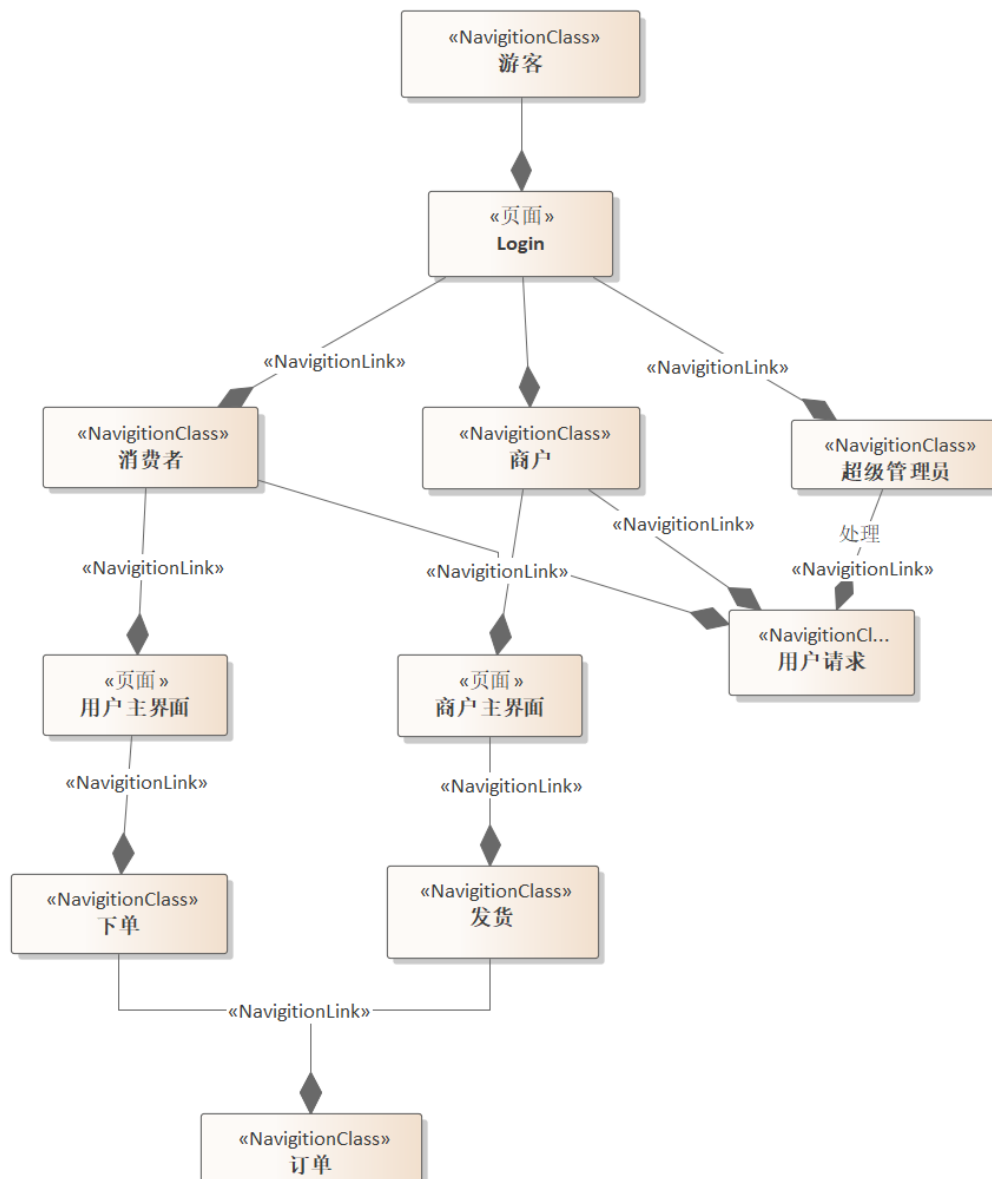 «NavigitionClass»
游客
«页面»
Login
«NavigitionLink»
«NavigitionLink»
«NavigitionClass»
消费者
«NavigitionClass»
商户
«NavigitionClass»
超级管理员
«NavigitionLink»
处理
«NavigitionLink»
«NavigitionLink»
«NavigitionLink»
«页面»
用户主界面
«页面»
商户主界面
«NavigitionCl...
用户请求
«NavigitionLink»
«NavigitionLink»
«NavigitionClass»
下单
«NavigitionClass»
发货
«NavigitionLink»
«NavigitionClass»
订单